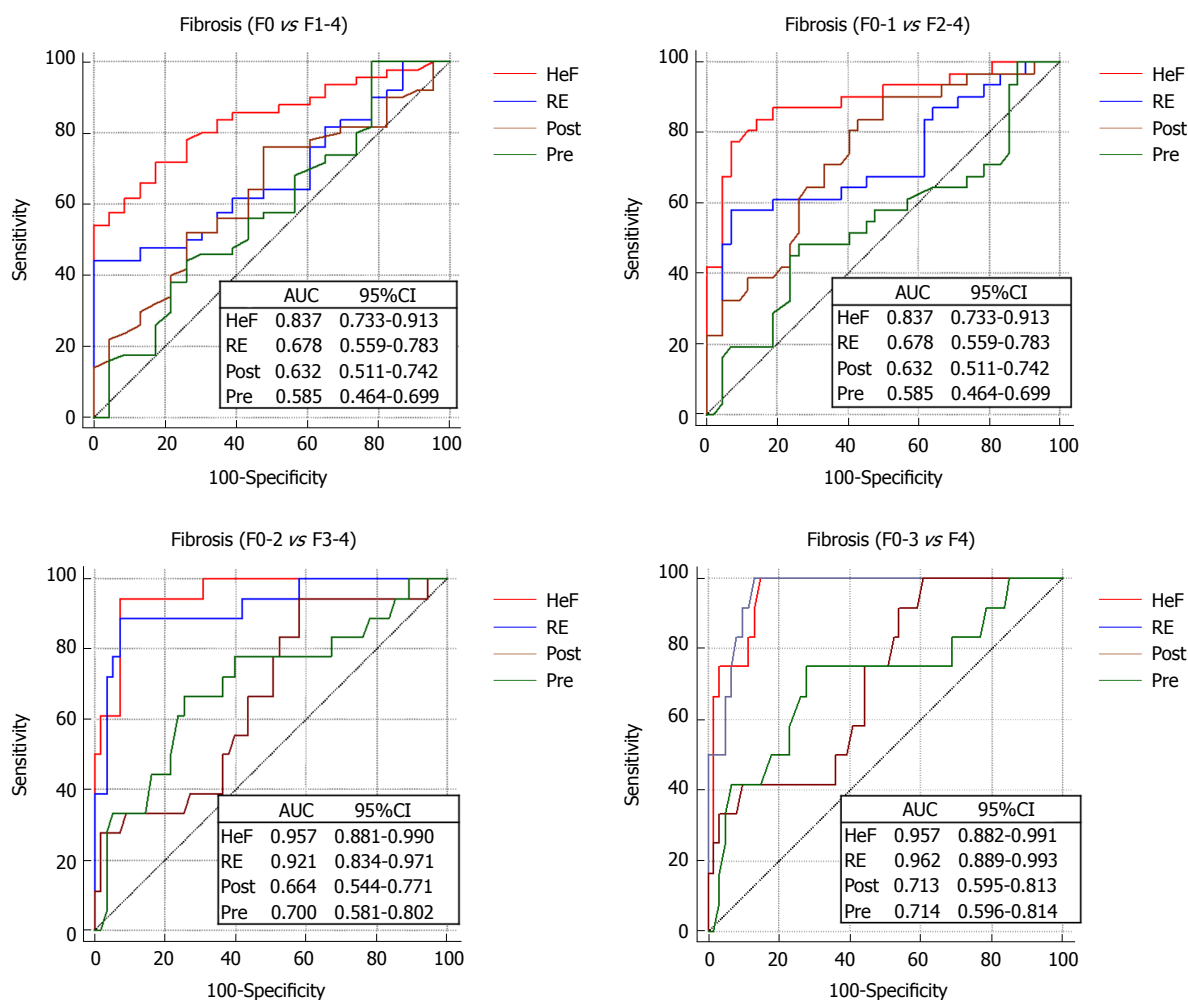 Fibrosis (F0 vs F1-4)
100
80
60
40
20
0
Sensitivity
HeF
RE
Post
Pre
AUC 95%CI
HeF 0.837 0.733-0.913
RE 0.678 0.559-0.783
Post 0.632 0.511-0.742
Pre 0.585 0.464-0.699
0 20 40 60 80 100
100-Specificity
Fibrosis (F0-1 vs F2-4)
100
80
60
40
20
0
Sensitivity
HeF
RE
Post
Pre
AUC 95%CI
HeF 0.837 0.733-0.913
RE 0.678 0.559-0.783
Post 0.632 0.511-0.742
Pre 0.585 0.464-0.699
0 20 40 60 80 100
100-Specificity
Fibrosis (F0-2 vs F3-4)
100
80
60
40
20
0
Sensitivity
HeF
RE
Post
Pre
AUC 95%CI
HeF 0.957 0.881-0.990
RE 0.921 0.834-0.971
Post 0.664 0.544-0.771
Pre 0.700 0.581-0.802
0 20 40 60 80 100
100-Specificity
Fibrosis (F0-3 vs F4)
100
80
60
40
20
0
Sensitivity
HeF
RE
Post
Pre
AUC 95%CI
HeF 0.957 0.882-0.991
RE 0.962 0.889-0.993
Post 0.713 0.595-0.813
Pre 0.714 0.596-0.814
0 20 40 60 80 100
100-Specificity